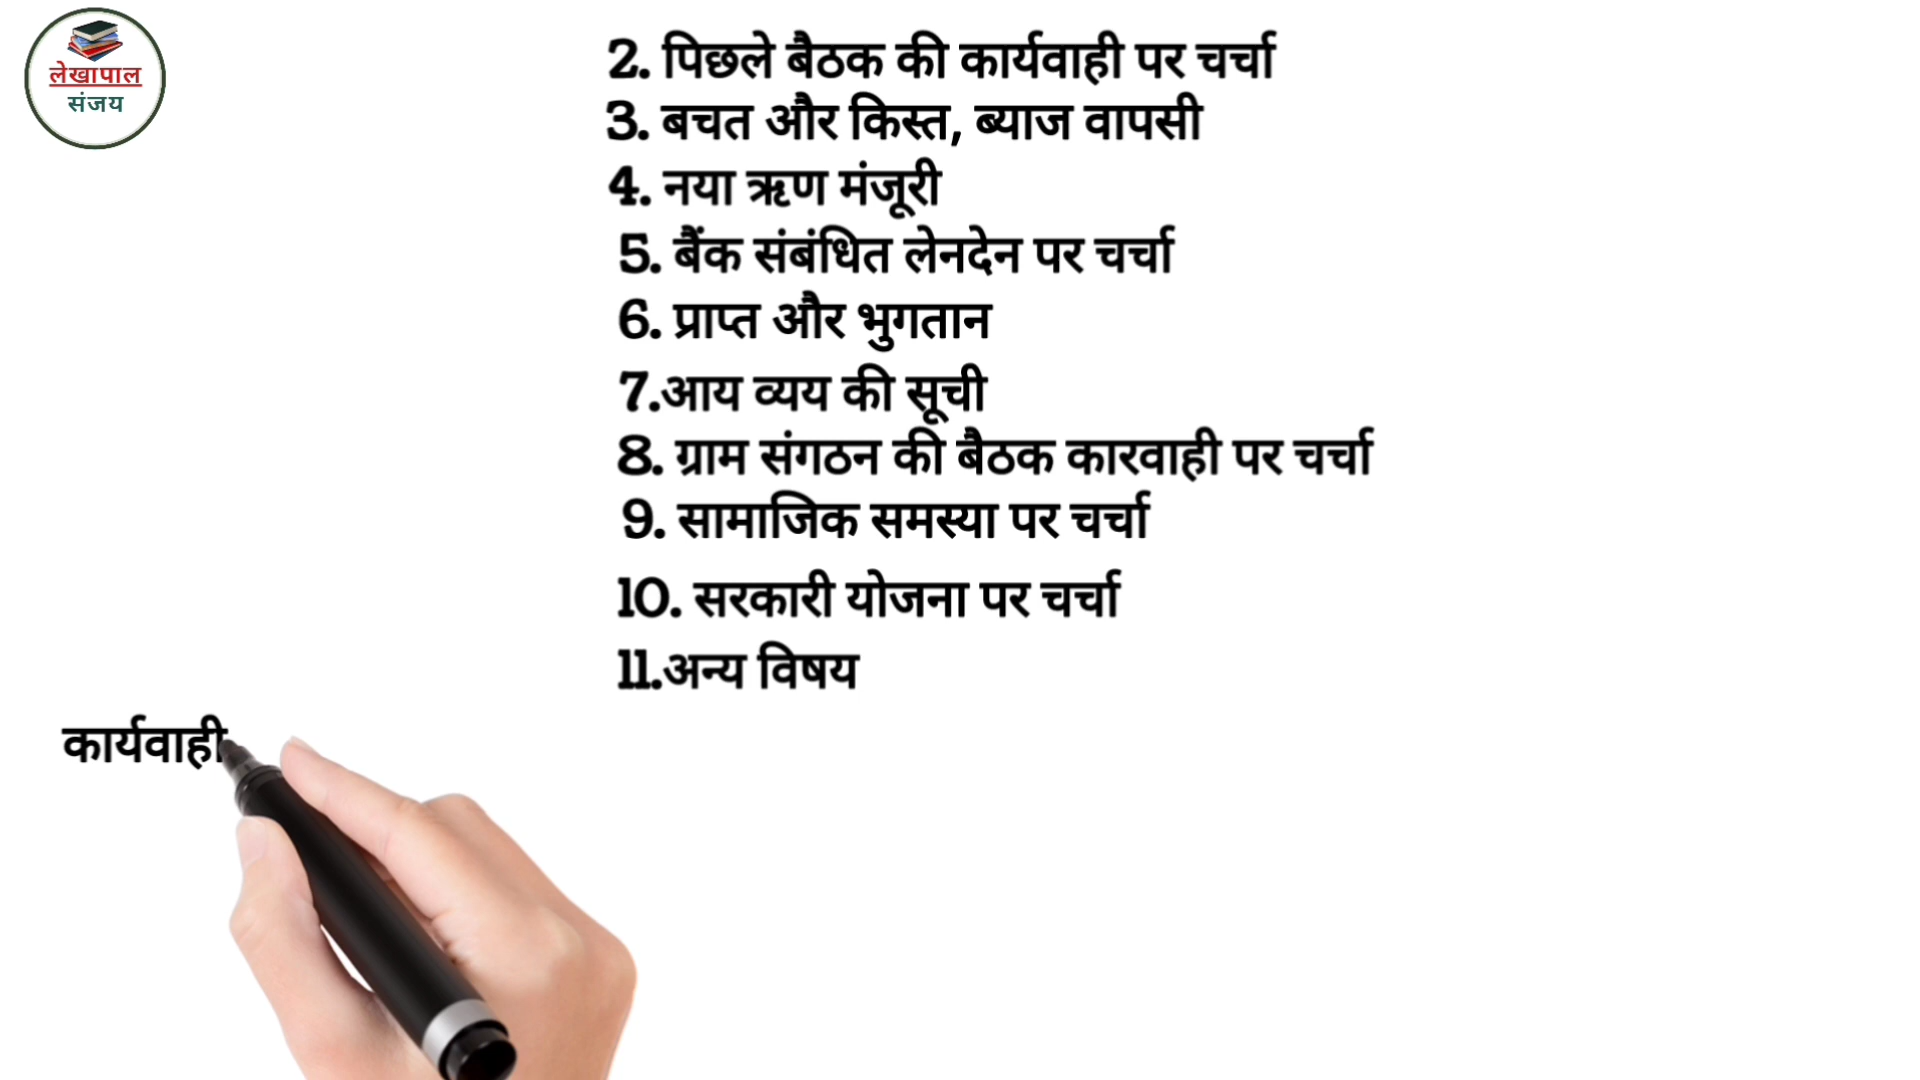 लेखापाल
संजय
2. पिछले बैठक की कार्यवाही पर चर्चा
3. बचत और किस्त, ब्याज वापसी
4. नया ऋण मंजूरी
5. बैंक संबंधित लेनदेन पर चर्चा
6. प्राप्त और भुगतान
7.आय व्यय की सूची
8. ग्राम संगठन की बैठक कारवाही पर चर्चा
9. सामाजिक समस्या पर चर्चा
10. सरकारी योजना पर चर्चा
11.अन्य विषय
कार्यवाही